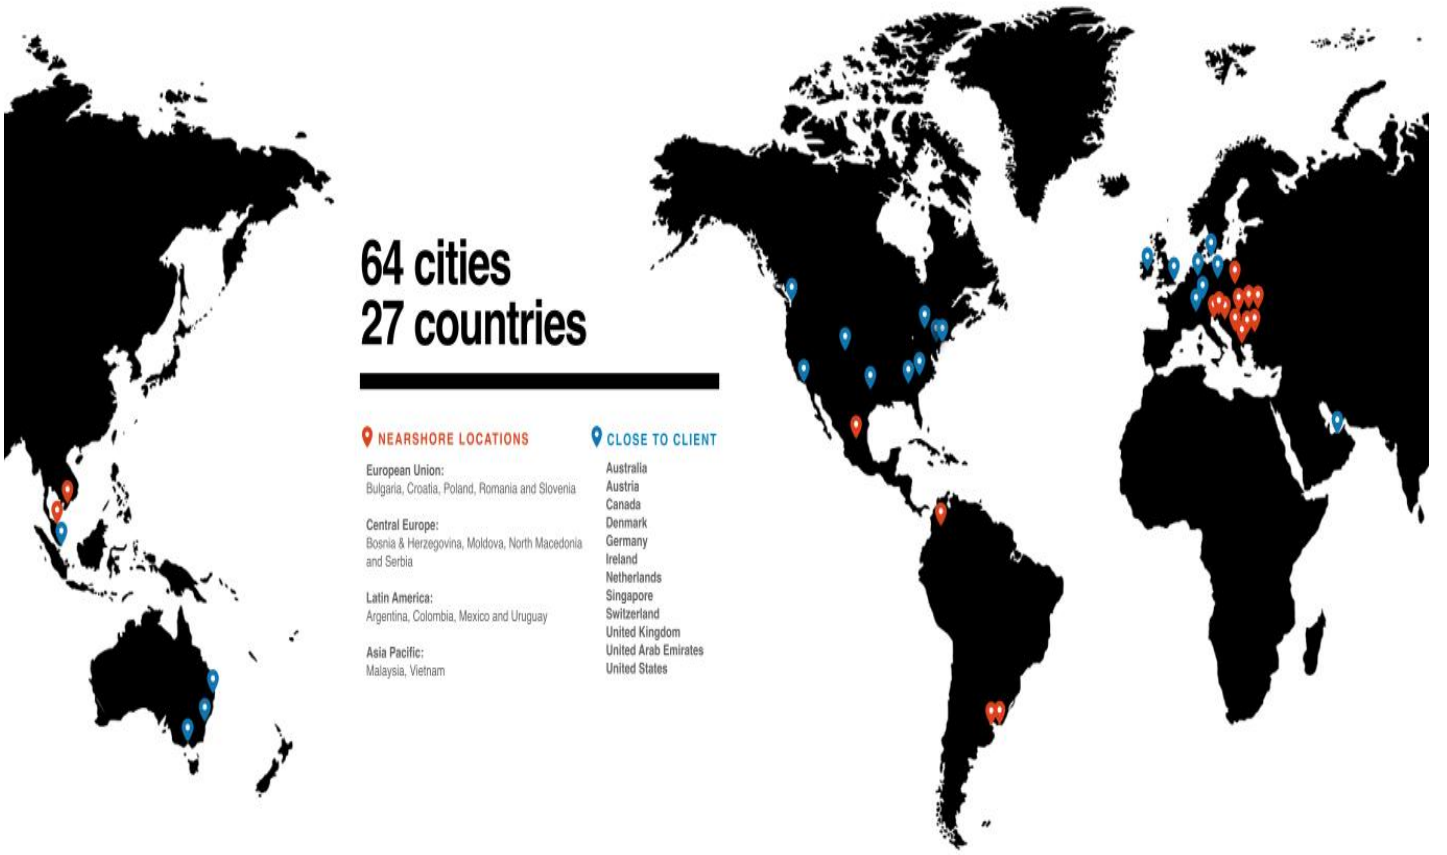 64 cities
27 countries
NEARSHORE LOCATIONS
European Union:
Bulgaria, Croatia, Poland, Romania and Slovenia
Central Europe:
Bosnia & Herzegovina, Moldova, North Macedonia
and Serbia
Latin America:
Argentina, Colombia, Mexico and Uruguay
Asia Pacific:
Malaysia, Vietnam
CLOSE TO CLIENT
Australia
Austria
Canada
Denmark
Germany
Ireland
Netherlands
Singapore
Switzerland
United Kingdom
United Arab Emirates
United States